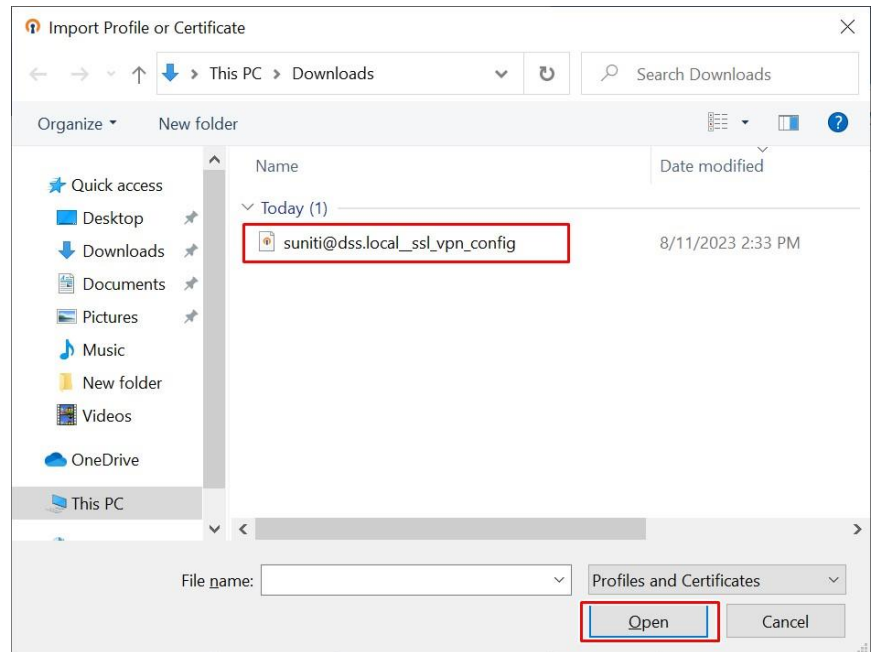 Import Profile or Certificate
This PC > Downloads
Search Downloads
Organize
New folder
Name
Date modified
Quick access
Today (1)
Desktop
suniti@dss.local__ssl_vpn_config
8/11/2023 2:33 PM
Downloads
Documents
Pictures
Music
New folder
Videos
OneDrive
This PC
File name:
Profiles and Certificates
Open
Cancel